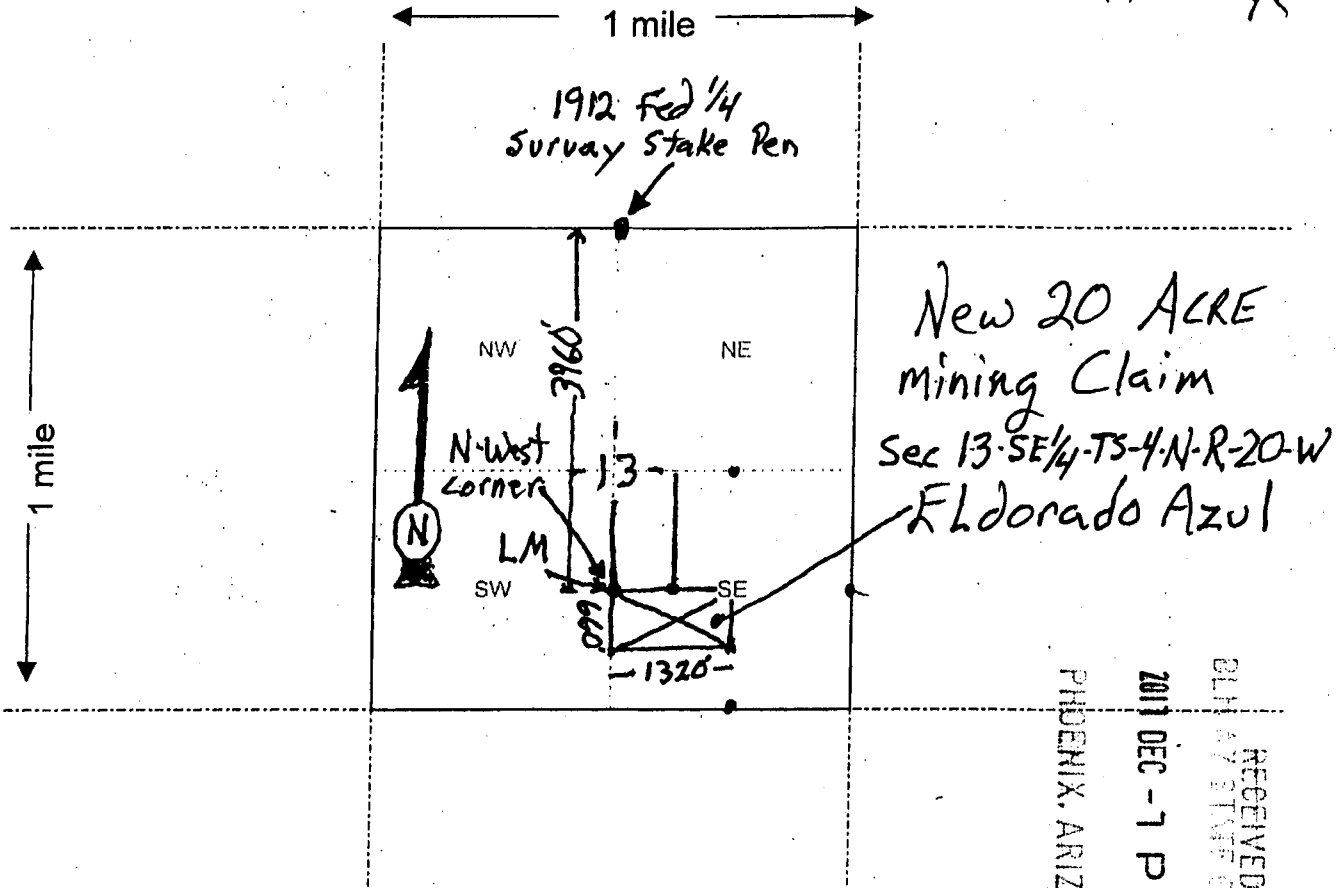 1 mile
1912 Fed 1/4
Survay Stake Pen
1 mile
NW
NE
3960'
New 20 ACRE
mining Claim
Sec 13-SE1/4-TS-4-N-R-20-W
ELdorado Azul
N-West
corner
-13-
N
LM
SW
SE
660'
-1320'-
RECEIVED
2011 DEC -1 P
PHOENIX, ARIZ